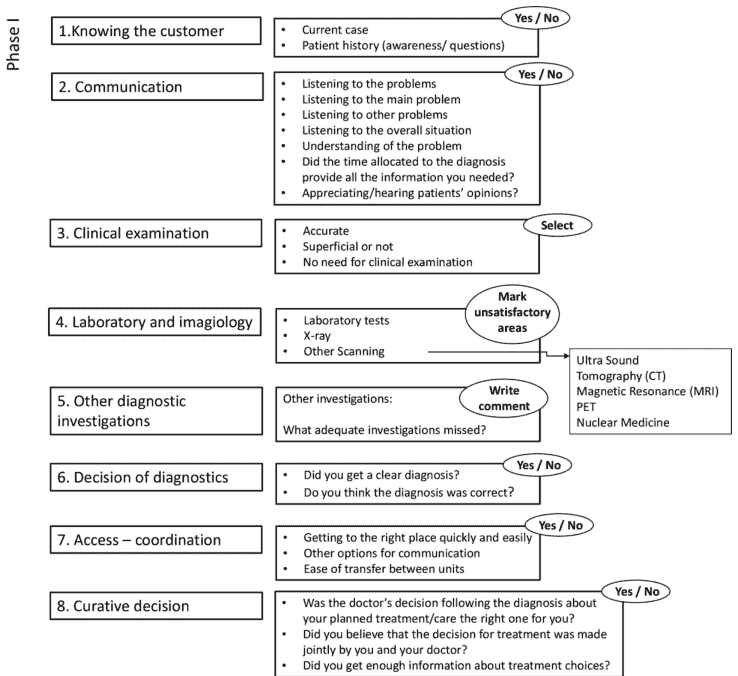 Phase I
1.Knowing the customer
Yes / No
• Current case
• Patient history (awareness/ questions)
2. Communication
Yes / No
• Listening to the problems
• Listening to the main problem
• Listening to other problems
• Listening to the overall situation
• Understanding of the problem
• Did the time allocated to the diagnosis
provide all the information you needed?
• Appreciating/hearing patients' opinions?
3. Clinical examination
Select
• Accurate
• Superficial or not
• No need for clinical examination
4. Laboratory and imagiology
Mark
unsatisfactory
areas
• Laboratory tests
• X-ray
• Other Scanning
Ultra Sound
Tomography (CT)
Magnetic Resonance (MRI)
PET
Nuclear Medicine
5. Other diagnostic
investigations
Write
comment
Other investigations:
What adequate investigations missed?
6. Decision of diagnostics
Yes / No
• Did you get a clear diagnosis?
• Do you think the diagnosis was correct?
7. Access – coordination
Yes / No
• Getting to the right place quickly and easily
• Other options for communication
• Ease of transfer between units
8. Curative decision
Yes / No
• Was the doctor's decision following the diagnosis about
your planned treatment/care the right one for you?
• Did you believe that the decision for treatment was made
jointly by you and your doctor?
• Did you get enough information about treatment choices?